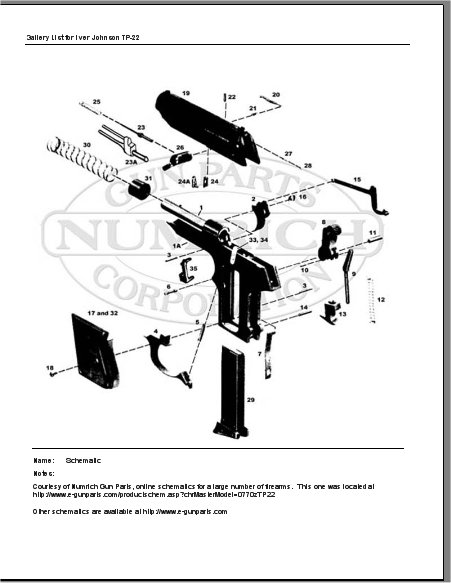 Gallery List for Iver Johnson TP-22
19
22
20
25
21
23
30
26
27
23A
28
31
24A 24
15
1
2
A 16
8
11
33, 34
1A
3
35
10
9
6
3
12
17 and 32
14
13
5
4
7
18
29
GUN PARTS
NUMRICH
CORPORATION
Name: Schematic
Notes:
Courtesy of Numrich Gun Parts, online schematics for a large number of firearms. This one was located at
http://www.e-gunparts.com/productschem.asp?chrMasterModel=0770zTP22
Other schematics are available at http://www.e-gunparts.com